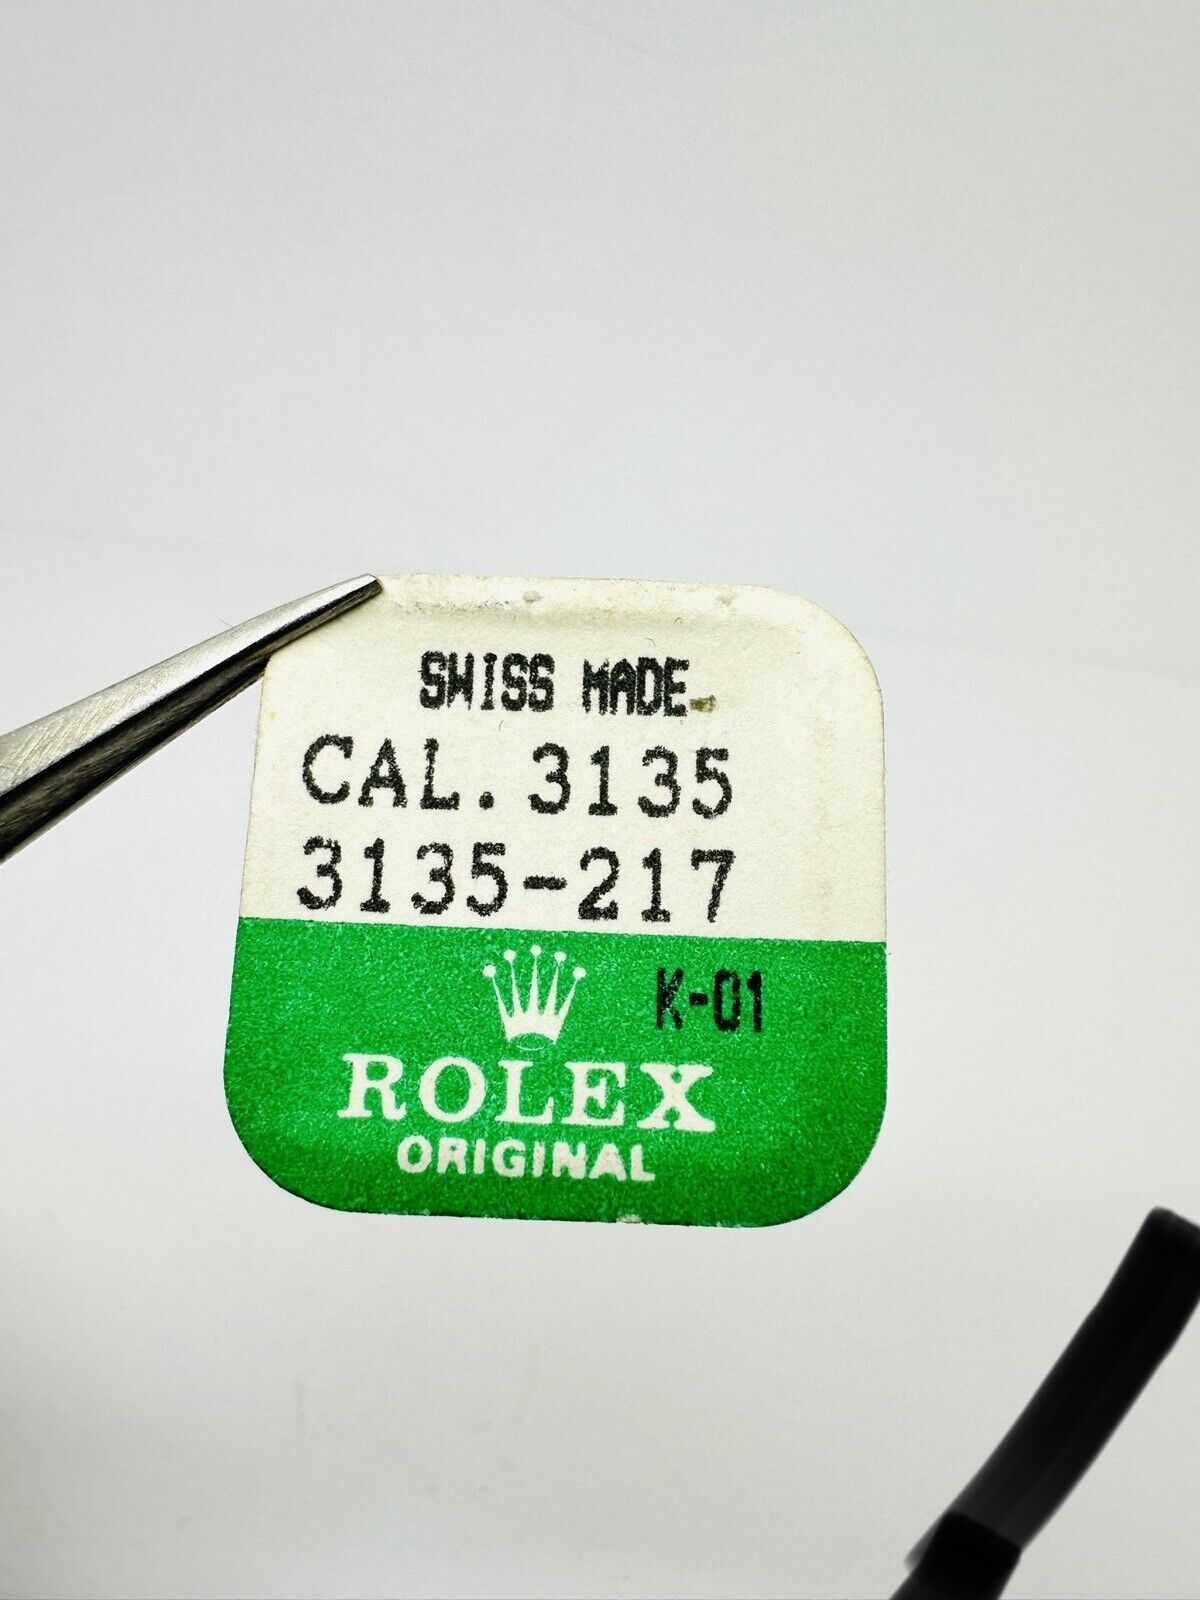 SWISS MADE
CAL. 3135
3135-217
K-01
ROLEX
ORIGINAL